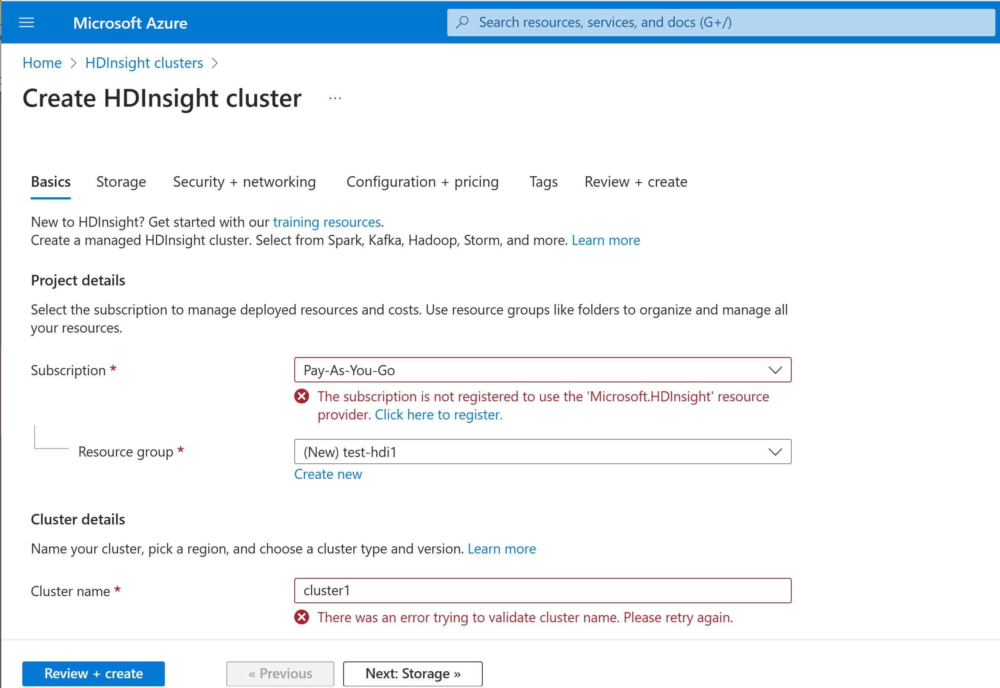 Microsoft Azure
Search resources, services, and docs (G+/)
Home > HDInsight clusters >
Create HDInsight cluster ...
Basics Storage Security + networking Configuration + pricing Tags Review + create
New to HDInsight? Get started with our training resources.
Create a managed HDInsight cluster. Select from Spark, Kafka, Hadoop, Storm, and more. Learn more
Project details
Select the subscription to manage deployed resources and costs. Use resource groups like folders to organize and manage all
your resources.
Subscription *
Pay-As-You-Go
The subscription is not registered to use the 'Microsoft.HDInsight' resource
provider. Click here to register.
Resource group *
(New) test-hdi1
Create new
Cluster details
Name your cluster, pick a region, and choose a cluster type and version. Learn more
Cluster name *
cluster1
There was an error trying to validate cluster name. Please retry again.
Review + create
« Previous
Next: Storage »